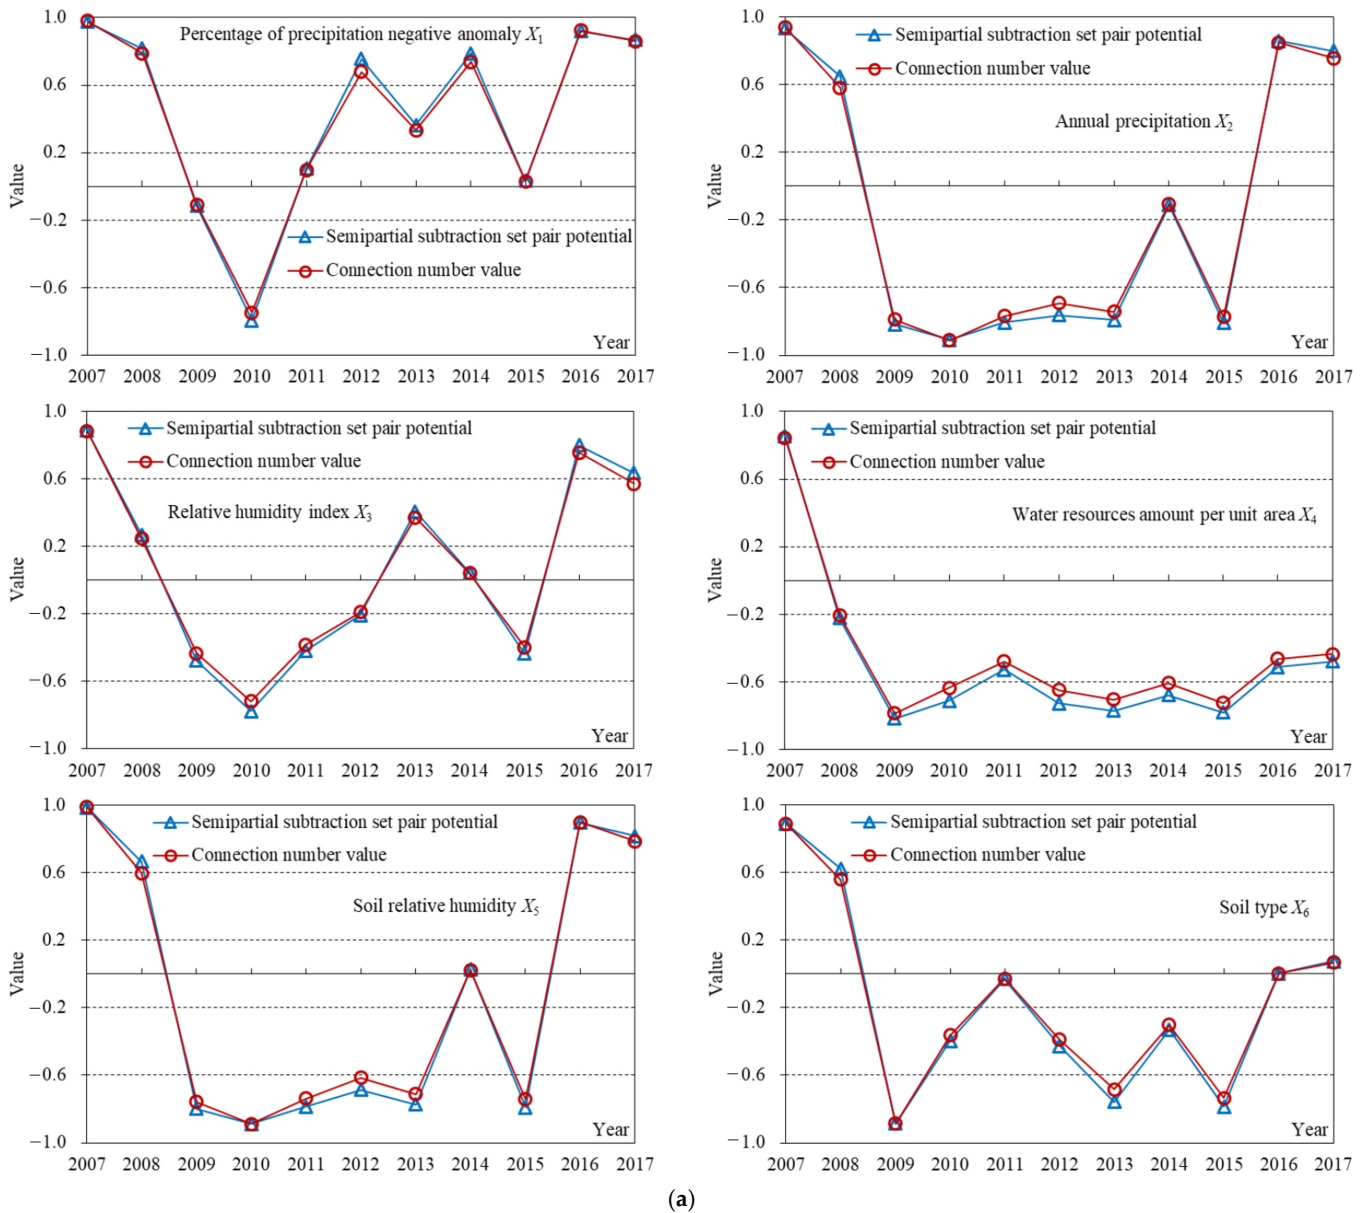 Percentage of precipitation negative anomaly X1
Semipartial subtraction set pair potential
Connection number value
Value
1.0
0.6
0.2
−0.2
−0.6
−1.0
Year
2007 2008 2009 2010 2011 2012 2013 2014 2015 2016 2017
Semipartial subtraction set pair potential
Connection number value
Annual precipitation X2
Value
1.0
0.6
0.2
−0.2
−0.6
−1.0
Year
2007 2008 2009 2010 2011 2012 2013 2014 2015 2016 2017
Semipartial subtraction set pair potential
Connection number value
Relative humidity index X3
Value
1.0
0.6
0.2
−0.2
−0.6
−1.0
Year
2007 2008 2009 2010 2011 2012 2013 2014 2015 2016 2017
Semipartial subtraction set pair potential
Connection number value
Water resources amount per unit area X4
Value
1.0
0.6
0.2
−0.2
−0.6
−1.0
Year
2007 2008 2009 2010 2011 2012 2013 2014 2015 2016 2017
Semipartial subtraction set pair potential
Connection number value
Soil relative humidity X5
Value
1.0
0.6
0.2
−0.2
−0.6
−1.0
Year
2007 2008 2009 2010 2011 2012 2013 2014 2015 2016 2017
Semipartial subtraction set pair potential
Connection number value
Soil type X6
Value
1.0
0.6
0.2
−0.2
−0.6
−1.0
Year
2007 2008 2009 2010 2011 2012 2013 2014 2015 2016 2017
(a)